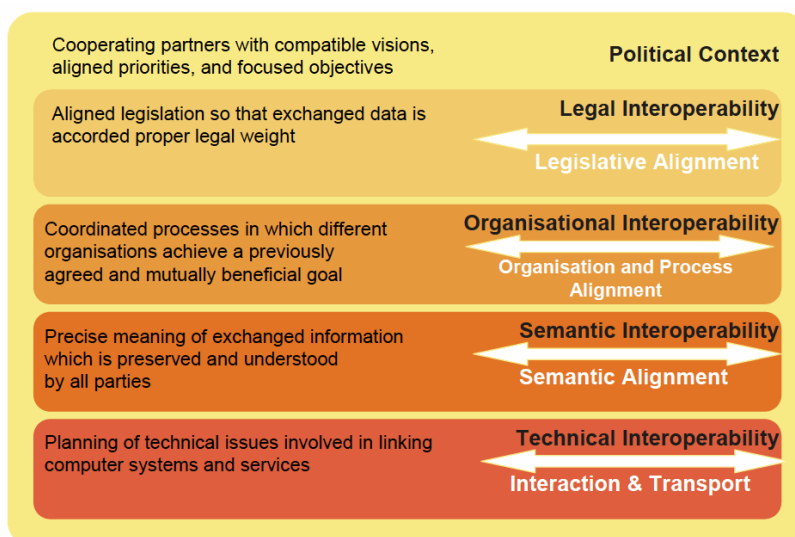 Cooperating partners with compatible visions,
aligned priorities, and focused objectives
Political Context
Aligned legislation so that exchanged data is
accorded proper legal weight
Legal Interoperability
Legislative Alignment
Coordinated processes in which different
organisations achieve a previously
agreed and mutually beneficial goal
Organisational Interoperability
Organisation and Process
Alignment
Precise meaning of exchanged information
which is preserved and understood
by all parties
Semantic Interoperability
Semantic Alignment
Planning of technical issues involved in linking
computer systems and services
Technical Interoperability
Interaction & Transport